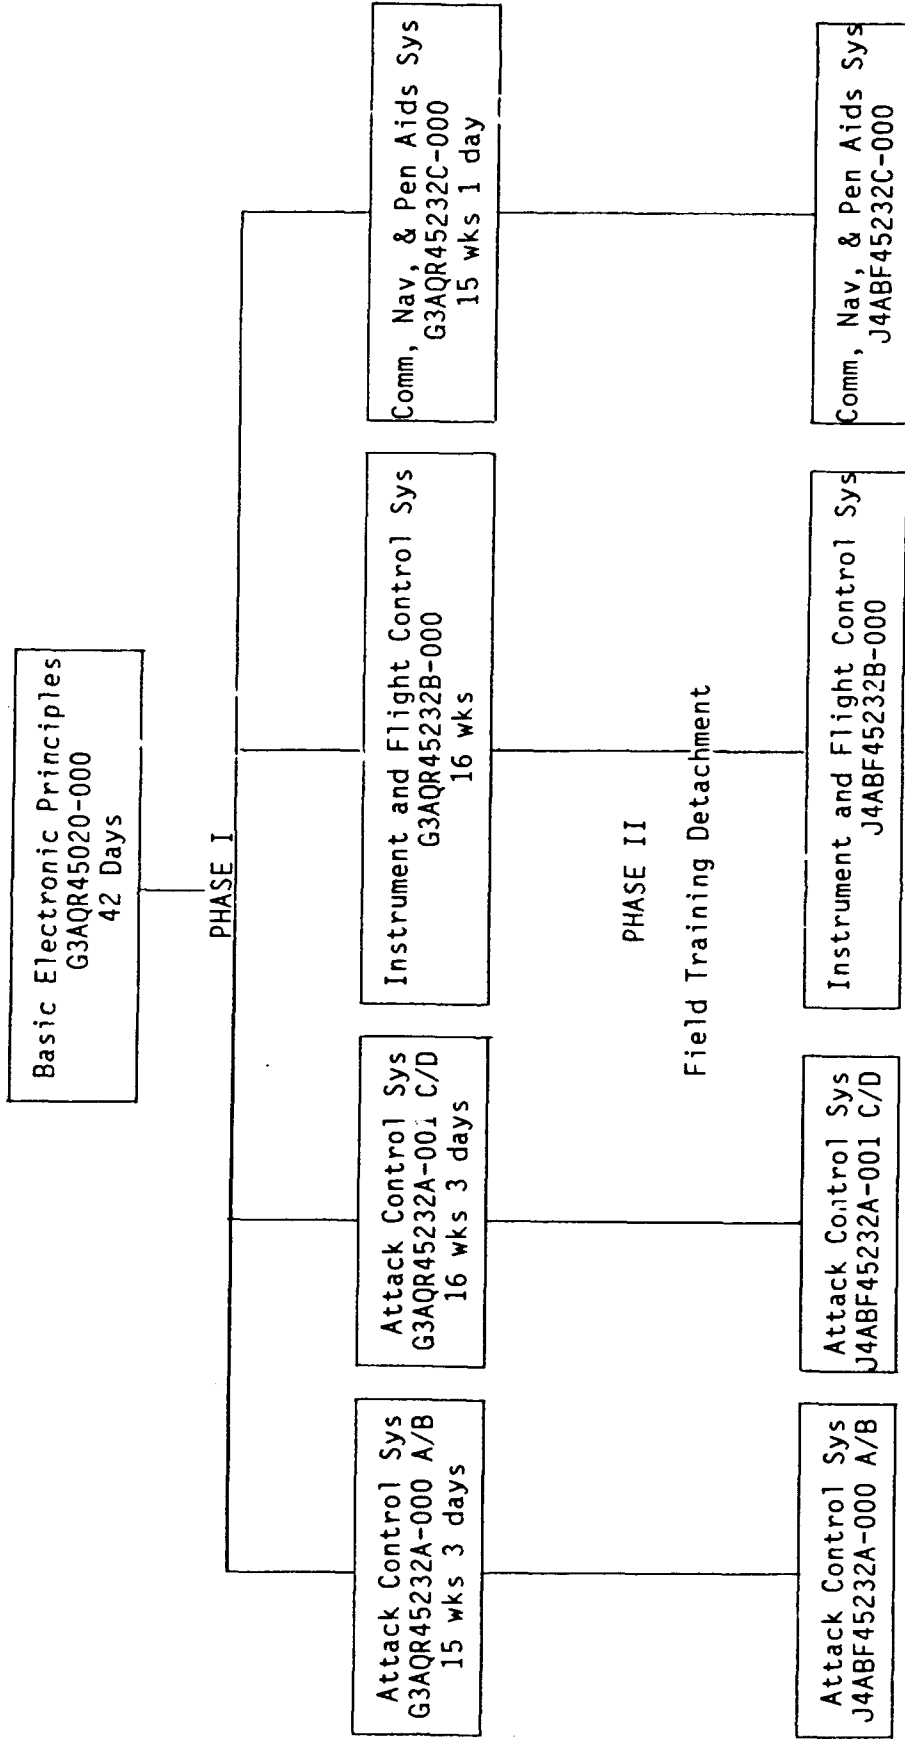 Basic Electronic Principles
G3AQR45020-000
42 Days
PHASE I
Attack Control Sys
G3AQR45232A-000 A/B
15 wks 3 days
Attack Control Sys
G3AQR45232A-001 C/D
16 wks 3 days
Instrument and Flight Control Sys
G3AQR45232B-000
16 wks
Comm, Nav, & Pen Aids Sys
G3AQR45232C-000
15 wks 1 day
PHASE II
Field Training Detachment
Attack Control Sys
J4ABF45232A-000 A/B
Attack Control Sys
J4ABF45232A-001 C/D
Instrument and Flight Control Sys
J4ABF45232B-000
Comm, Nav, & Pen Aids Sys
J4ABF45232C-000